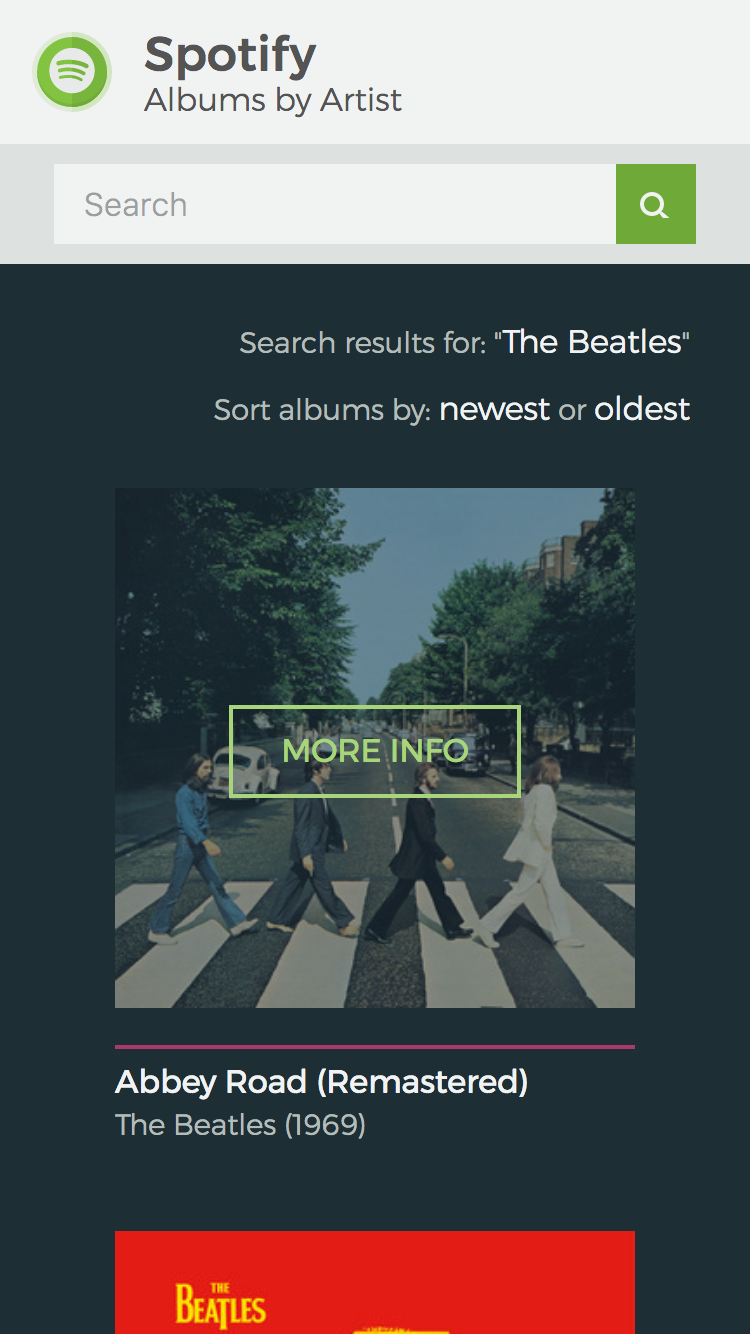 Spotify
Albums by Artist
Search
Search results for: "The Beatles"
Sort albums by: newest or oldest
MORE INFO
Abbey Road (Remastered)
The Beatles (1969)
THE
BEATLES